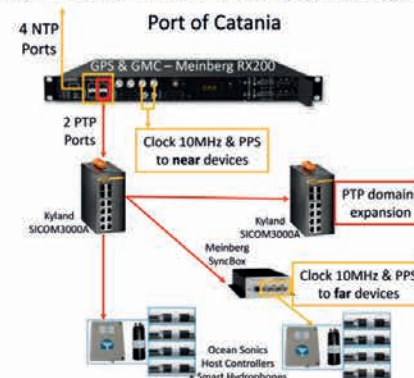 Port of Catania
4 NTP
Ports
GPS & GMC – Meinberg RX200
2 PTP
Ports
Clock 10MHz & PPS
to near devices
Kyland
SICOM3000A
Kyland
SICOM3000A
PTP domain
expansion
Meinberg
SyncBox
Clock 10MHz & PPS
to far devices
Ocean Sonics
Host Controllers
Smart Hydrophones